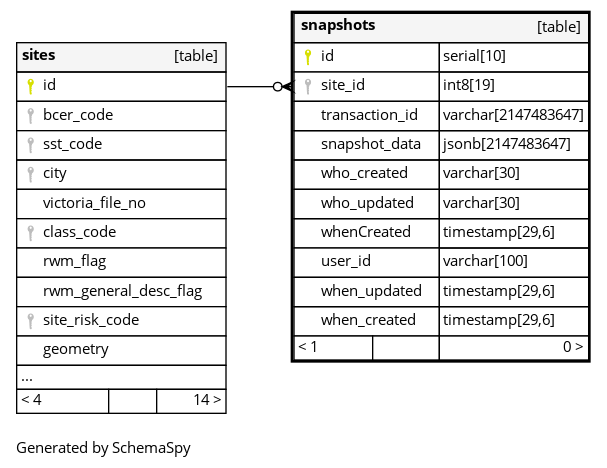 sites [table]
id
bcer_code
sst_code
city
victoria_file_no
class_code
rwm_flag
rwm_general_desc_flag
site_risk_code
geometry
...
< 4 14 >
snapshots [table]
id serial[10]
site_id int8[19]
transaction_id varchar[2147483647]
snapshot_data jsonb[2147483647]
who_created varchar[30]
who_updated varchar[30]
whenCreated timestamp[29,6]
user_id varchar[100]
when_updated timestamp[29,6]
when_created timestamp[29,6]
< 1 0 >
Generated by SchemaSpy